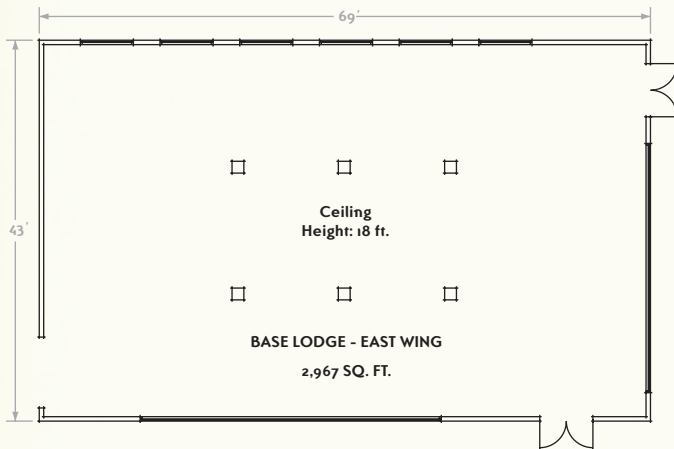 69'
43'
Ceiling
Height: 18 ft.
BASE LODGE - EAST WING
2,967 SQ. FT.